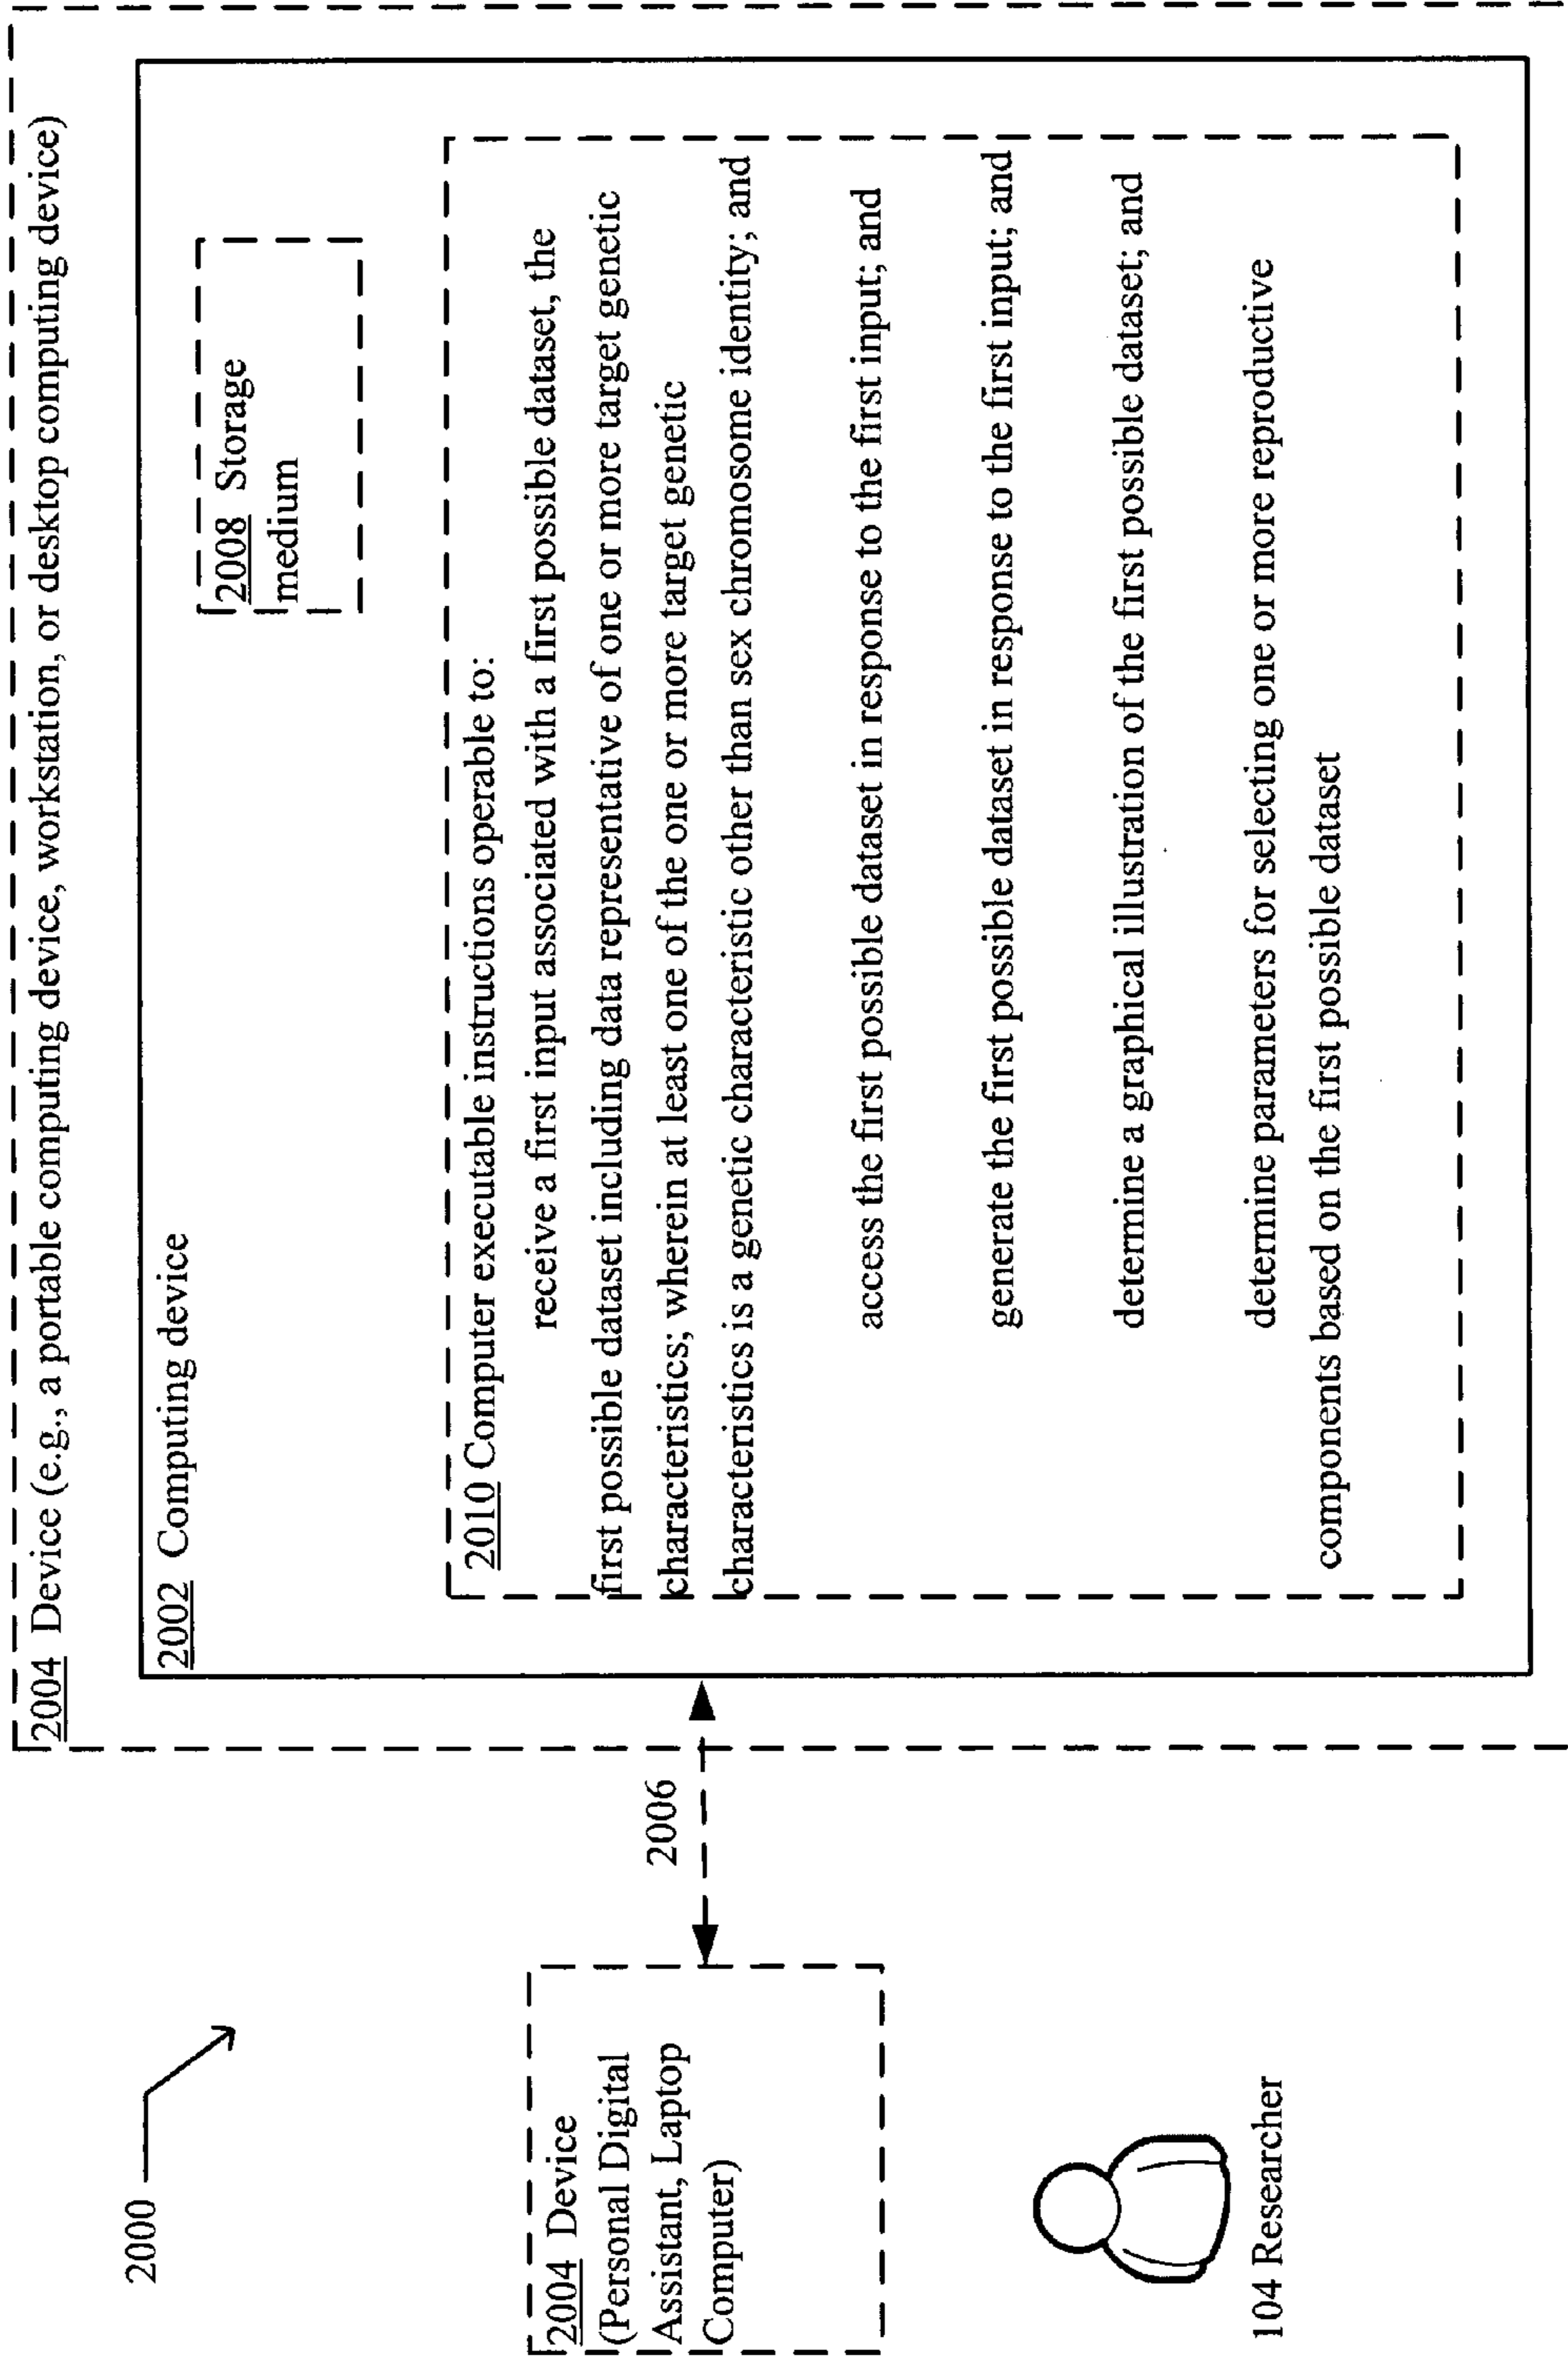 2000
2004 Device (e.g., a portable computing device, workstation, or desktop computing device)
2002 Computing device
2008 Storage
medium
2010 Computer executable instructions operable to:
receive a first input associated with a first possible dataset, the
first possible dataset including data representative of one or more target genetic
characteristics; wherein at least one of the one or more target genetic
characteristics is a genetic characteristic other than sex chromosome identity; and
access the first possible dataset in response to the first input; and
generate the first possible dataset in response to the first input; and
determine a graphical illustration of the first possible dataset; and
determine parameters for selecting one or more reproductive
components based on the first possible dataset
2006
2004 Device
(Personal Digital
Assistant, Laptop
Computer)
104 Researcher